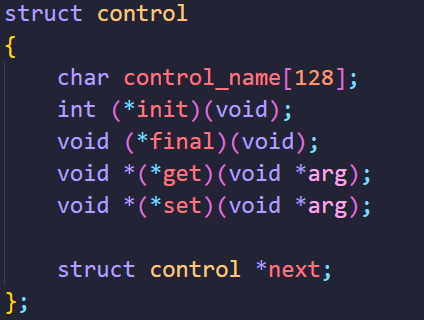 struct control
{
    char control_name[128];
    int (*init)(void);
    void (*final)(void);
    void *(*get)(void *arg);
    void *(*set)(void *arg);

    struct control *next;
};